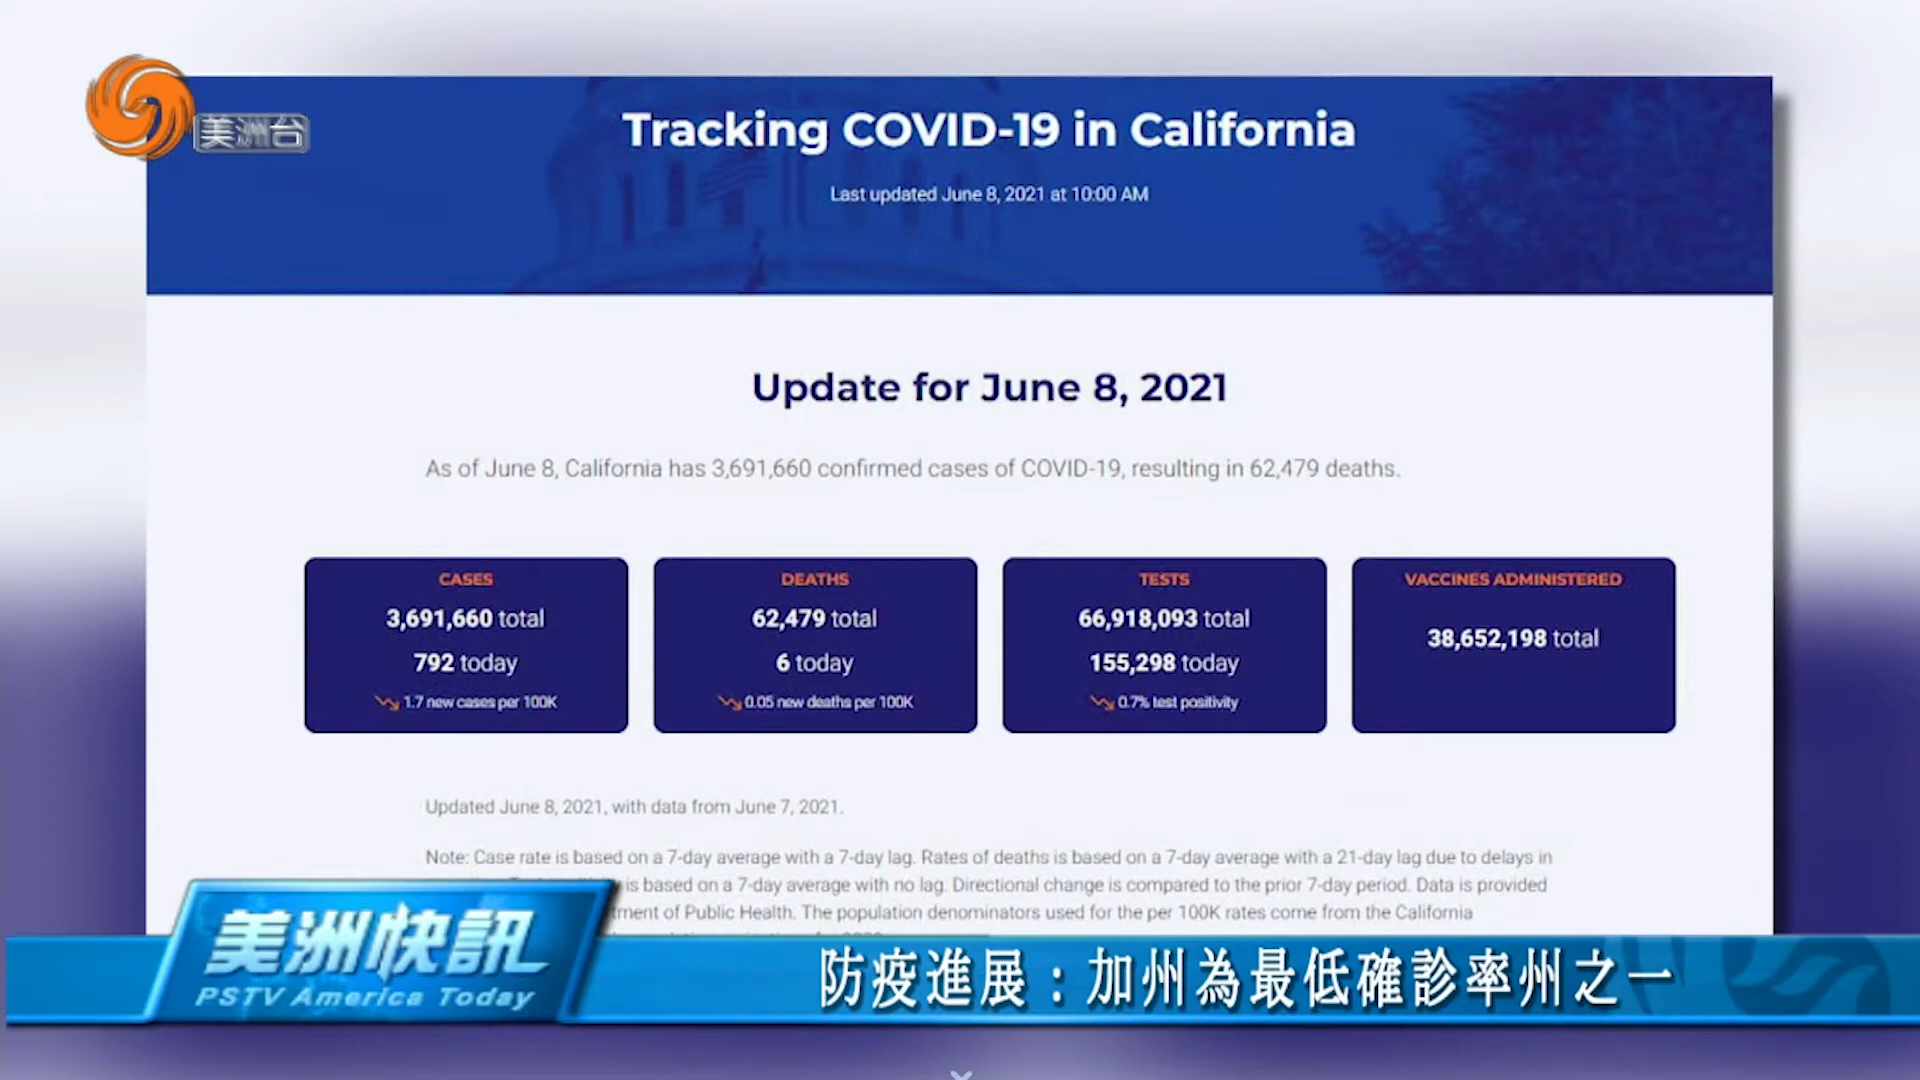 美洲台
Tracking COVID-19 in California
Last updated June 8, 2021 at 10:00 AM
Update for June 8, 2021
As of June 8, California has 3,691,660 confirmed cases of COVID-19, resulting in 62,479 deaths.
CASES
3,691,660 total
792 today
1.7 new cases per 100K
DEATHS
62,479 total
6 today
0.05 new deaths per 100K
TESTS
66,918,093 total
155,298 today
0.7% test positivity
VACCINES ADMINISTERED
38,652,198 total
Updated June 8, 2021, with data from June 7, 2021.
Note: Case rate is based on a 7-day average with a 7-day lag. Rates of deaths is based on a 7-day average with a 21-day lag due to delays in
is based on a 7-day average with no lag. Directional change is compared to the prior 7-day period. Data is provided
of Public Health. The population denominators used for the per 100K rates come from the California
美洲快訊
PSTV America Today
防疫進展：加州為最低確診率州之一